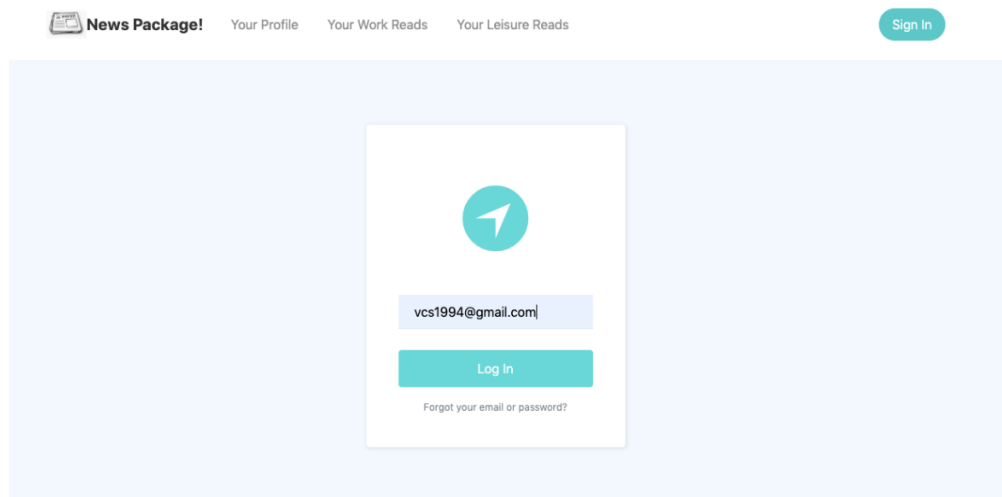 News Package! Your Profile Your Work Reads Your Leisure Reads Sign In
vcs1994@gmail.com
Log In
Forgot your email or password?